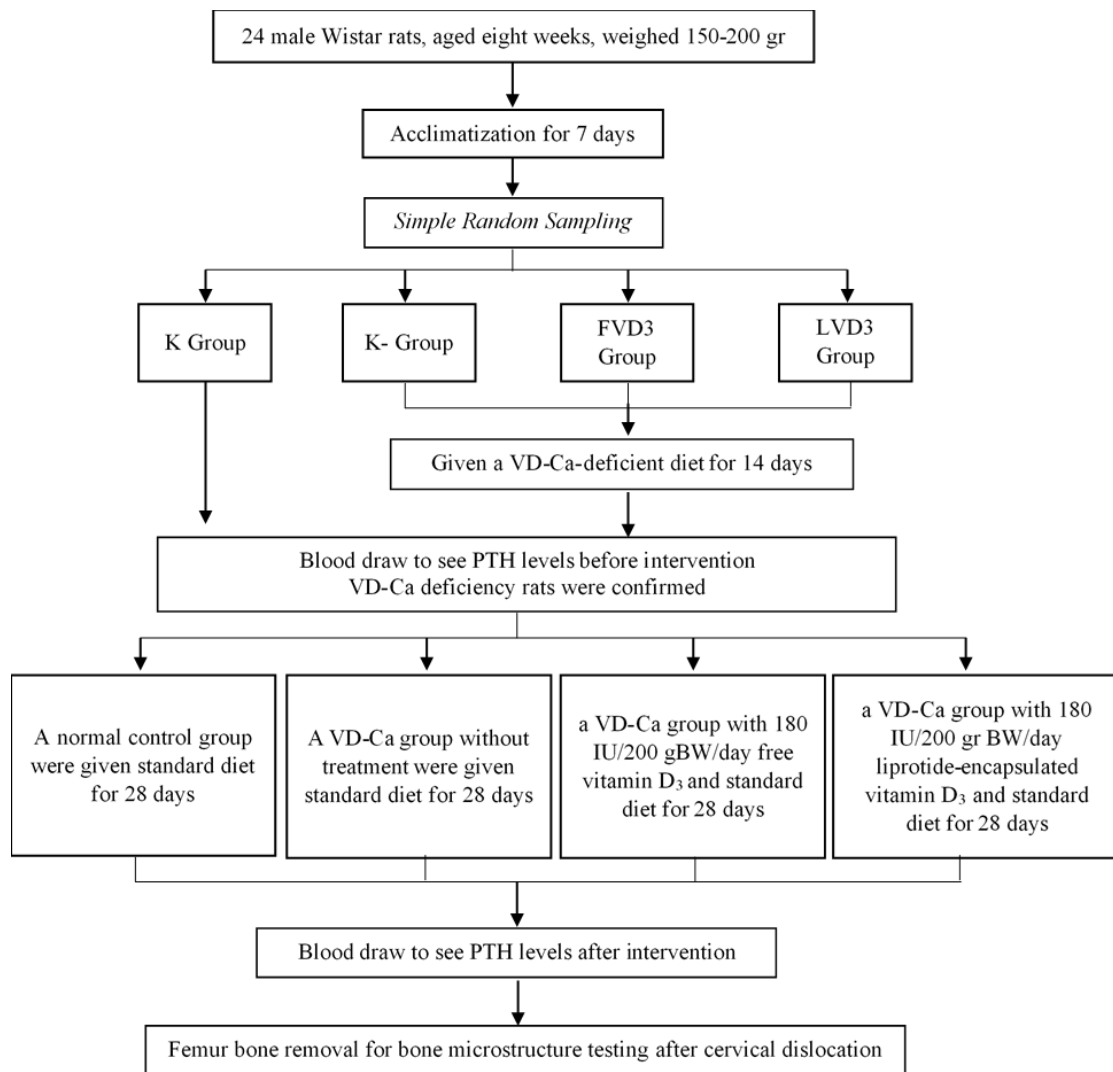 24 male Wistar rats, aged eight weeks, weighed 150-200 gr
Acclimatization for 7 days
Simple Random Sampling
K Group
K- Group
FVD3
Group
LVD3
Group
Given a VD-Ca-deficient diet for 14 days
Blood draw to see PTH levels before intervention
VD-Ca deficiency rats were confirmed
A normal control group
were given standard diet
for 28 days
A VD-Ca group without
treatment were given
standard diet for 28 days
a VD-Ca group with 180
IU/200 gBW/day free
vitamin D₃ and standard
diet for 28 days
a VD-Ca group with 180
IU/200 gr BW/day
liprotide-encapsulated
vitamin D₃ and standard
diet for 28 days
Blood draw to see PTH levels after intervention
Femur bone removal for bone microstructure testing after cervical dislocation